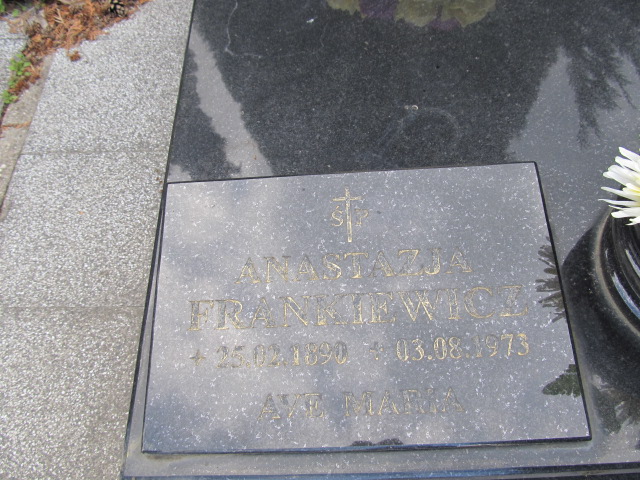 Ś P
ANASTAZJA
FRANKIEWICZ
+ 25.02.1890 + 03.08.1973
AVE MARIA